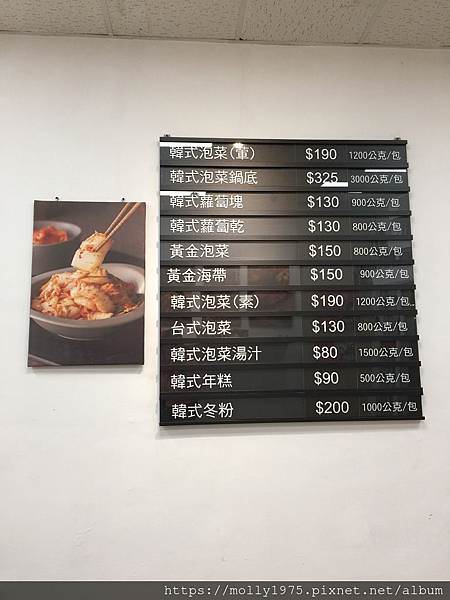 韓式泡菜(葷) $190 1200公克/包
韓式泡菜鍋底 $325 3000公克/包
韓式蘿蔔塊 $130 900公克/包
韓式蘿蔔乾 $130 800公克/包
黃金泡菜 $150 800公克/包
黃金海帶 $150 900公克/包
韓式泡菜(素) $190 1200公克/包
台式泡菜 $130 800公克/包
韓式泡菜湯汁 $80 1500公克/包
韓式年糕 $90 500公克/包
韓式冬粉 $200 1000公克/包
https://molly1975.pixnet.net/album